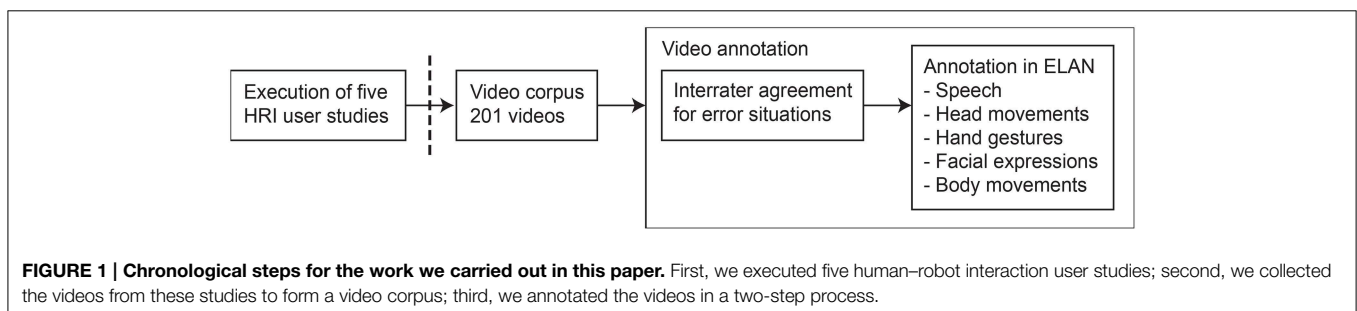 Execution of five
HRI user studies
Video corpus
201 videos
Video annotation
Interrater agreement
for error situations
Annotation in ELAN
- Speech
- Head movements
- Hand gestures
- Facial expressions
- Body movements
FIGURE 1 | Chronological steps for the work we carried out in this paper. First, we executed five human–robot interaction user studies; second, we collected
the videos from these studies to form a video corpus; third, we annotated the videos in a two-step process.